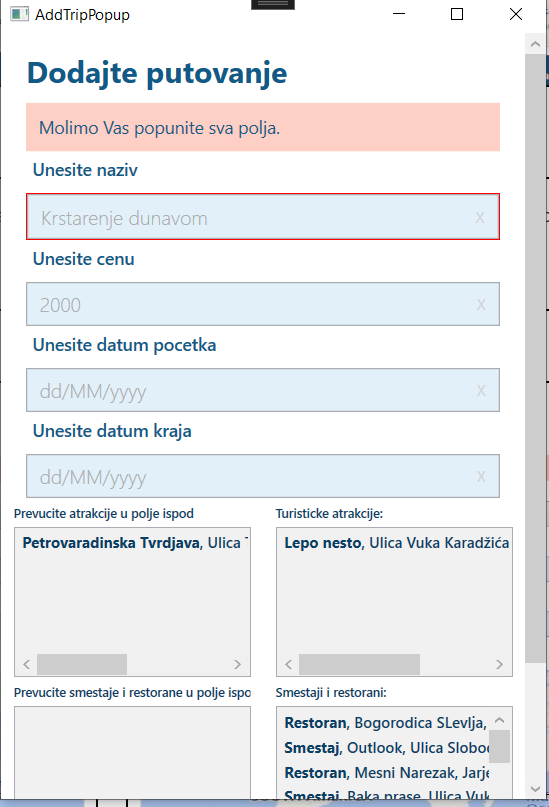 AddTripPopup
Dodajte putovanje
Molimo Vas popunite sva polja.
Unesite naziv
Krstarenje dunavom X
Unesite cenu
2000 X
Unesite datum pocetka
dd/MM/yyyy X
Unesite datum kraja
dd/MM/yyyy X
Prevucite atrakcije u polje ispod
Petrovaradinska Tvrdjava, Ulica
Turisticke atrakcije:
Lepo nesto, Ulica Vuka Karadžića
Prevucite smestaje i restorane u polje ispo
Smestaji i restorani:
Restoran, Bogorodica SLevlja,
Smestaj, Outlook, Ulica Slobo
Restoran, Mesni Narezak, Jarje
Smestaj, Baka prase, Ulica Vuk